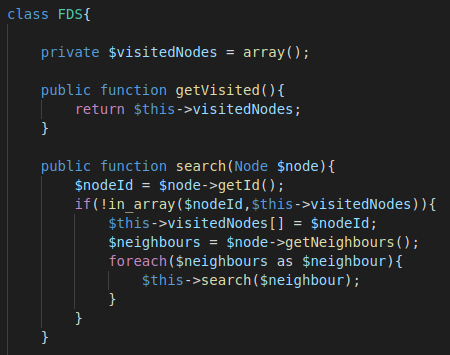 class FDS{
private $visitedNodes = array();
public function getVisited(){
return $this->visitedNodes;
}
public function search(Node $node){
$nodeId = $node->getId();
if(!in_array($nodeId,$this->visitedNodes)){
$this->visitedNodes[] = $nodeId;
$neighbours = $node->getNeighbours();
foreach($neighbours as $neighbour){
$this->search($neighbour);
}
}
}